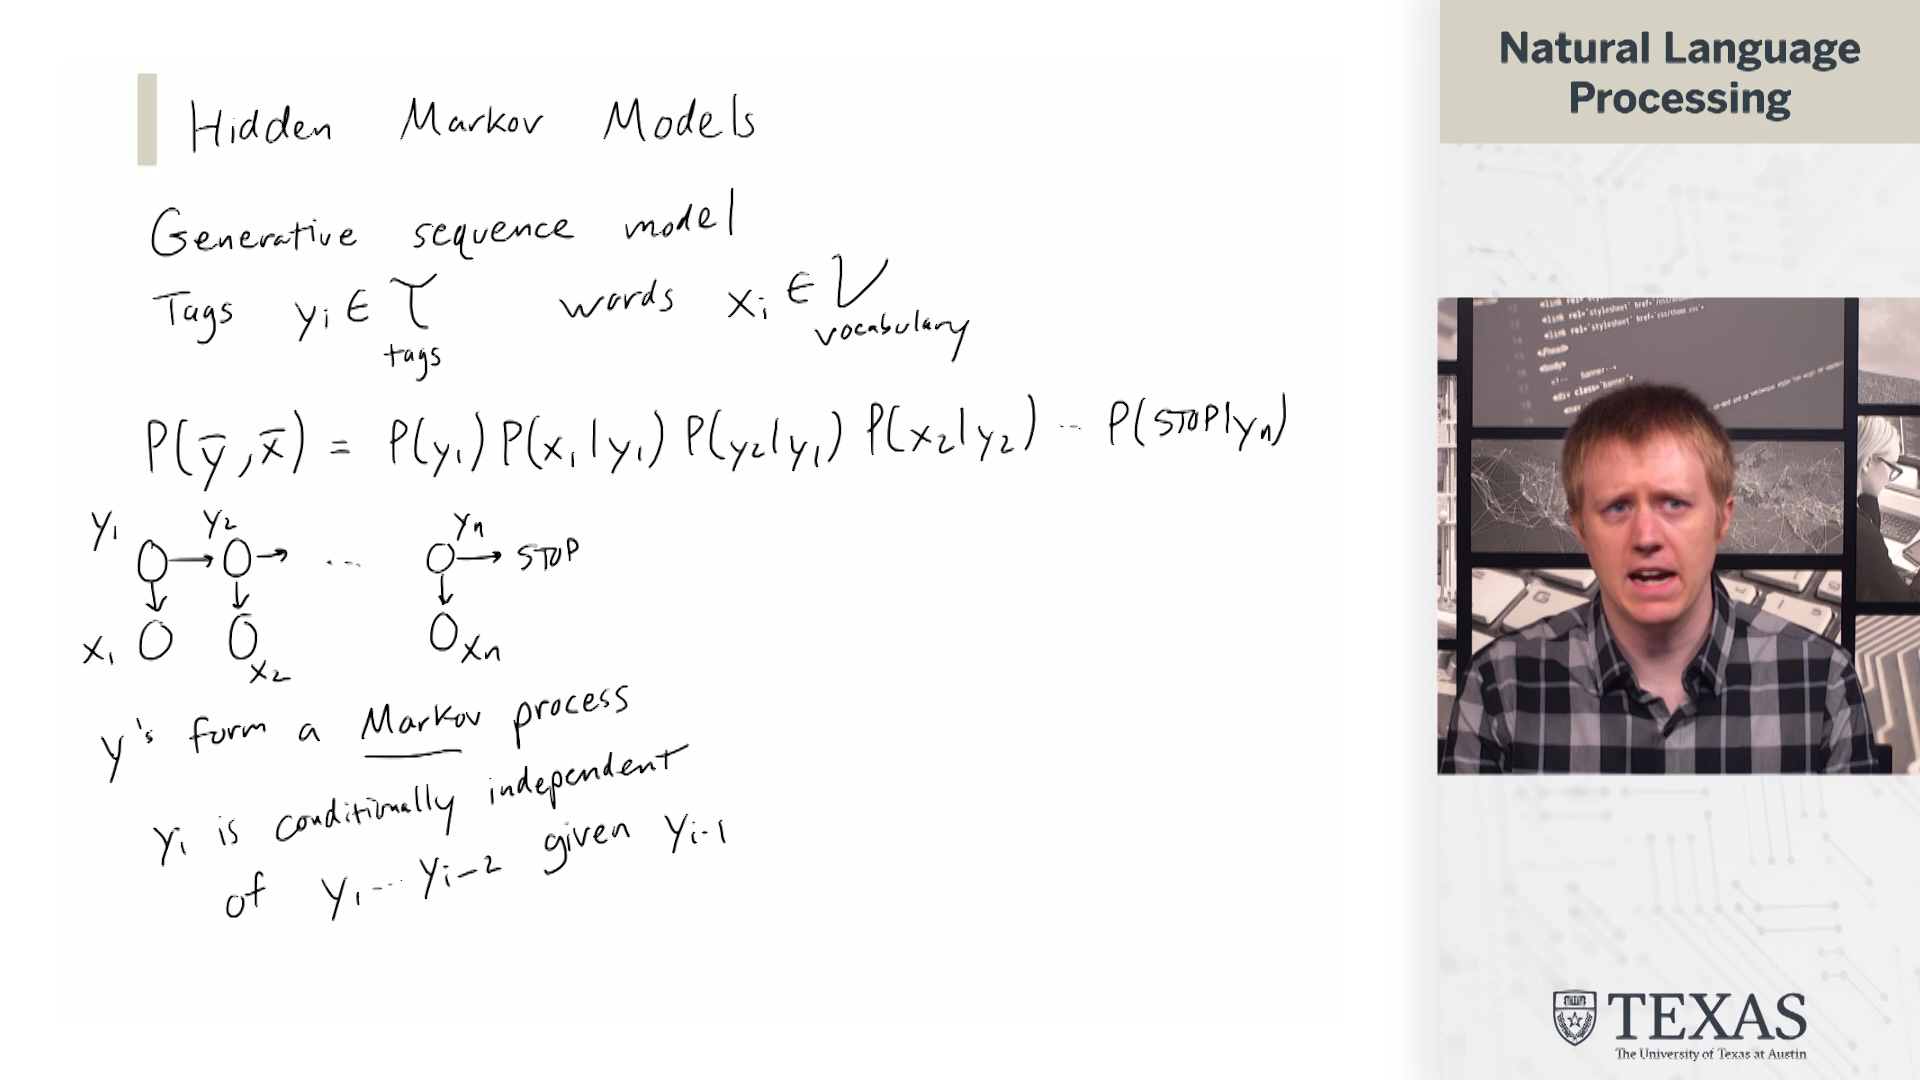 Hidden Markov Models
Generative sequence model
Tags yᵢ ∈ 𝒯 words xᵢ ∈ 𝒱
tags vocabulary
P(ȳ, x̄) = P(y₁) P(x₁|y₁) P(y₂|y₁) P(x₂|y₂) ... P(STOP|yₙ)
y₁ y₂ ... yₙ STOP
x₁ x₂ xₙ
y's form a Markov process
yᵢ is conditionally independent
of y₁ ... yᵢ₋₂ given yᵢ₋₁
Natural Language
Processing
TEXAS
The University of Texas at Austin